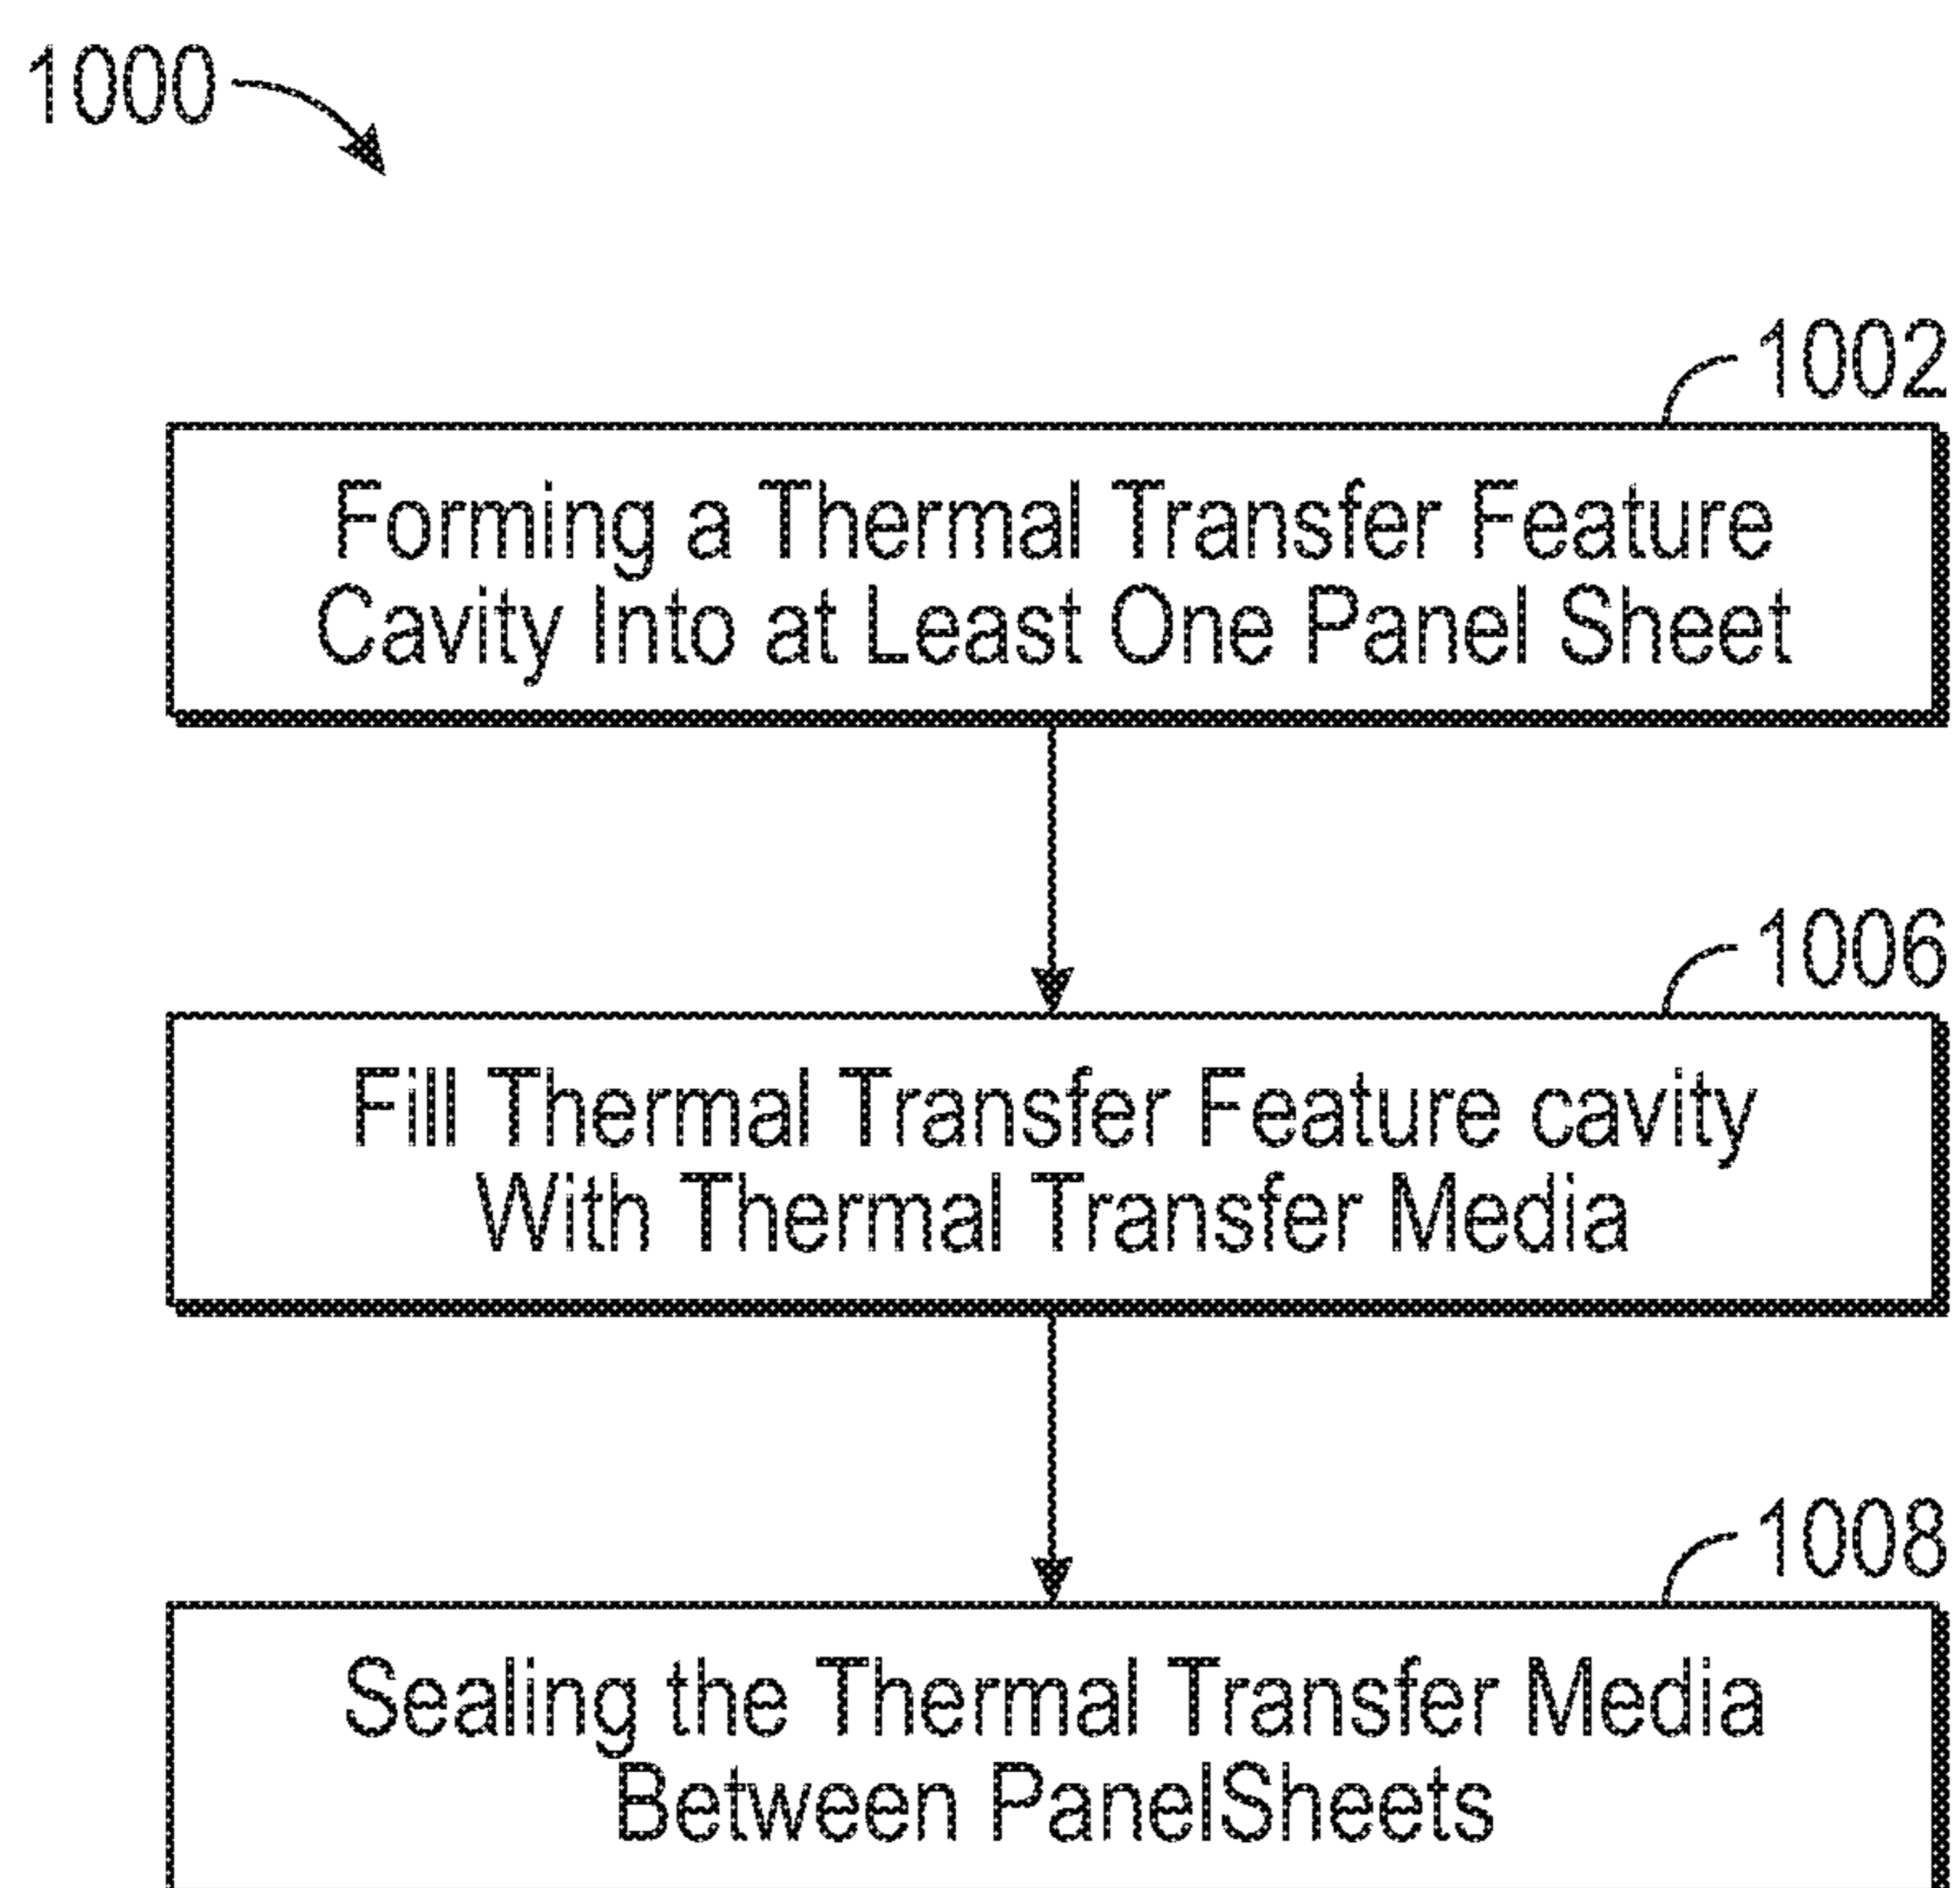 1000
1002
Forming a Thermal Transfer Feature
Cavity Into at Least One Panel Sheet
1006
Fill Thermal Transfer Feature cavity
With Thermal Transfer Media
1008
Sealing the Thermal Transfer Media
Between PanelSheets